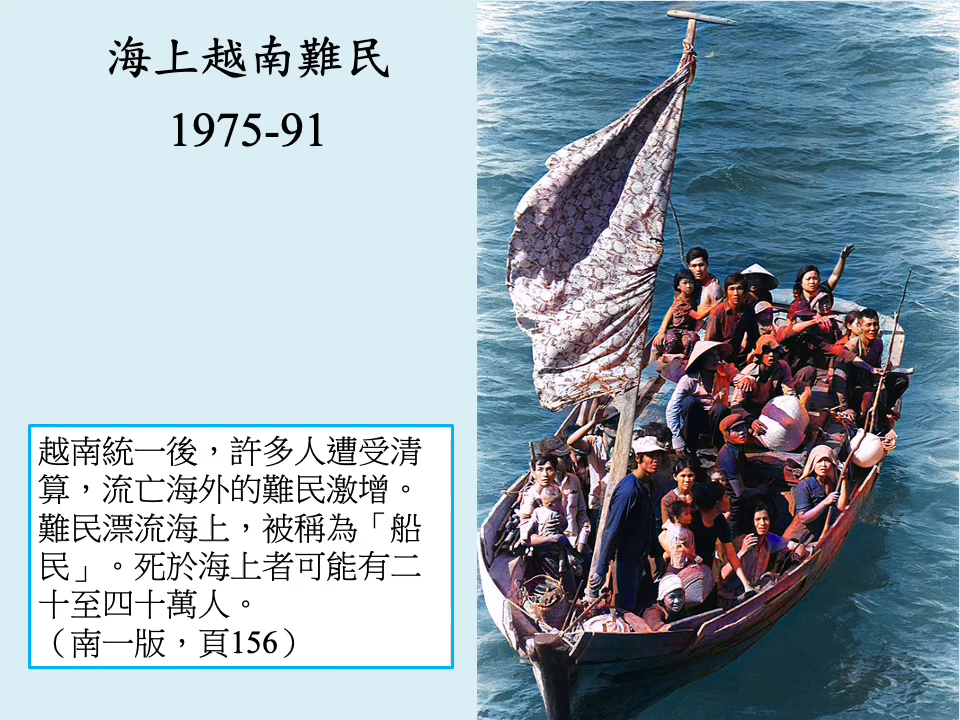 海上越南難民
1975-91
越南統一後，許多人遭受清
算，流亡海外的難民激增。
難民漂流海上，被稱為「船
民」。死於海上者可能有二
十至四十萬人。
（南一版，頁156）